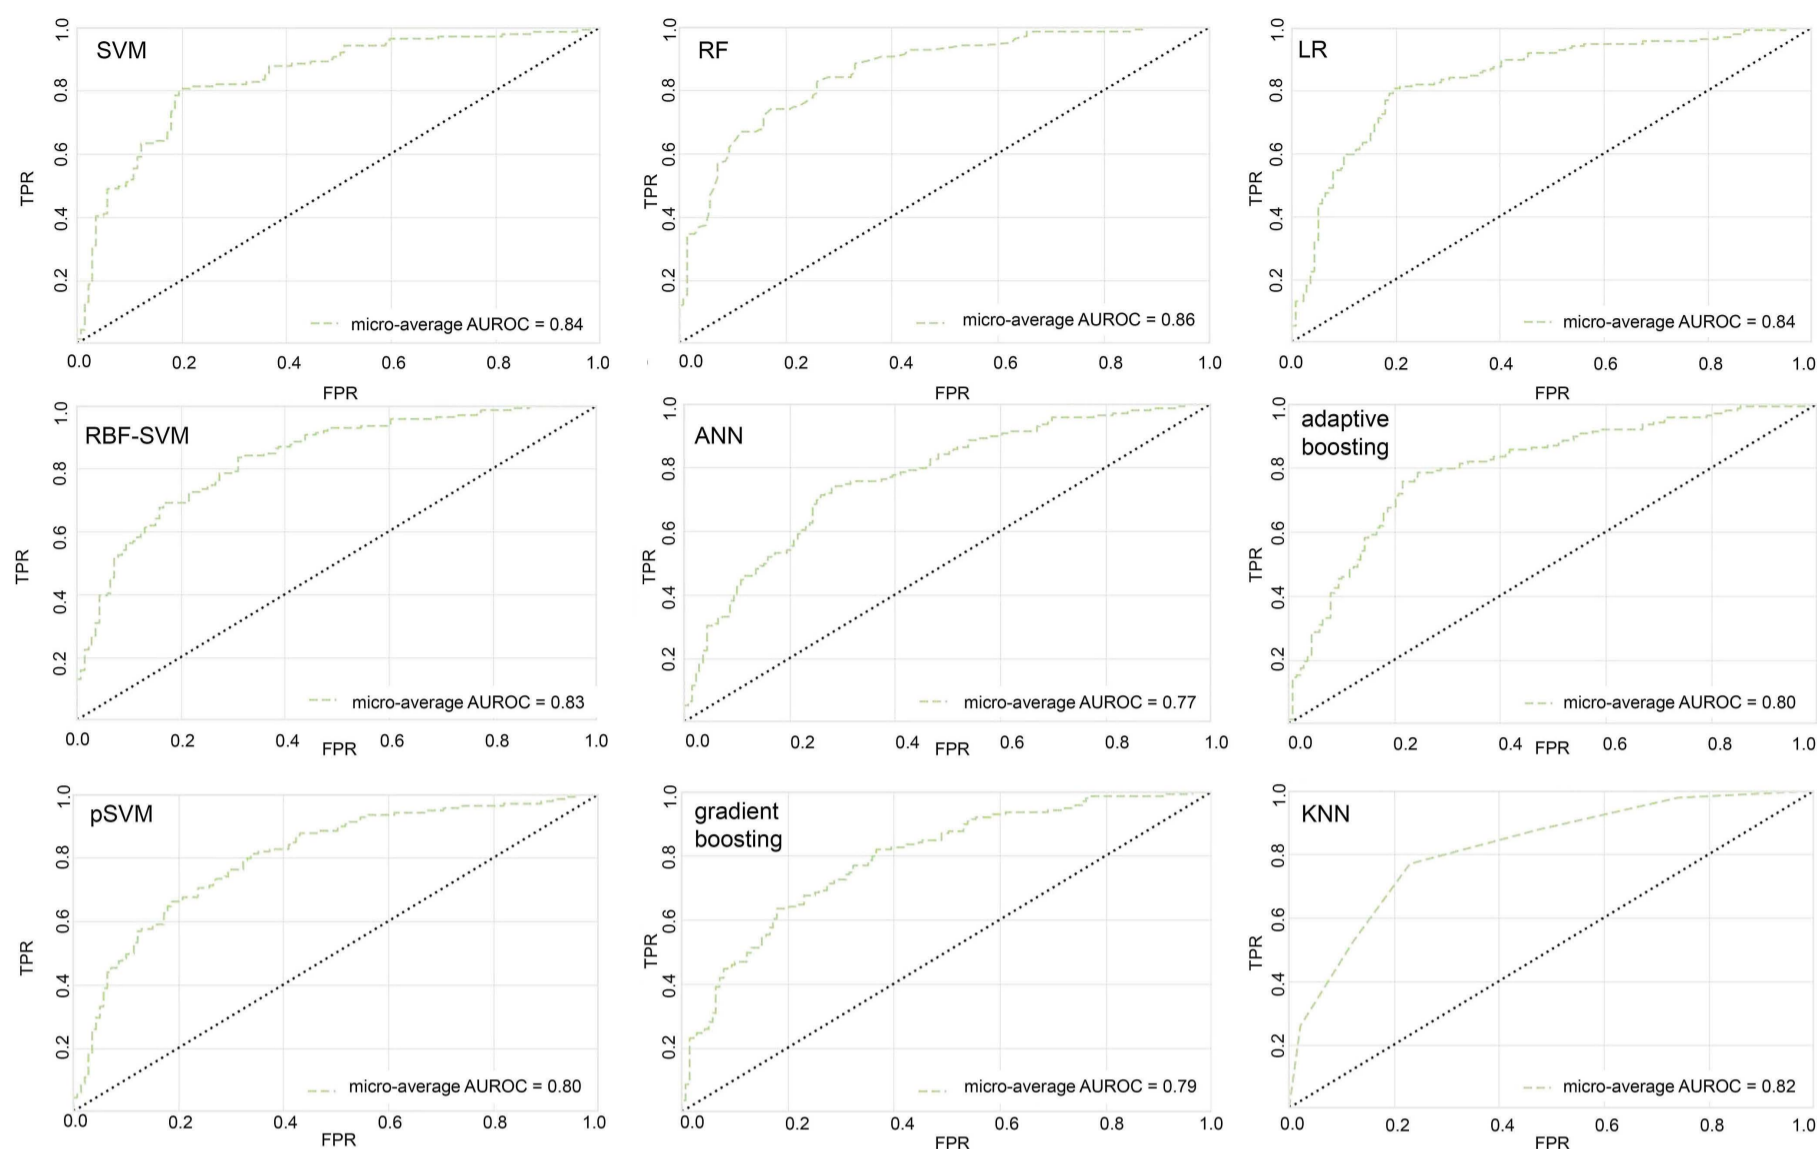 SVM
1.0
0.8
0.6
0.4
0.2
TPR
micro-average AUROC = 0.84
0.0 0.2 0.4 0.6 0.8 1.0
FPR
RF
1.0
0.8
0.6
0.4
0.2
TPR
micro-average AUROC = 0.86
0.0 0.2 0.4 0.6 0.8 1.0
FPR
LR
1.0
0.8
0.6
0.4
0.2
TPR
micro-average AUROC = 0.84
0.0 0.2 0.4 0.6 0.8 1.0
FPR
RBF-SVM
1.0
0.8
0.6
0.4
0.2
TPR
micro-average AUROC = 0.83
0.0 0.2 0.4 0.6 0.8 1.0
FPR
ANN
1.0
0.8
0.6
0.4
0.2
TPR
micro-average AUROC = 0.77
0.0 0.2 0.4 0.6 0.8 1.0
FPR
adaptive
boosting
1.0
0.8
0.6
0.4
0.2
TPR
micro-average AUROC = 0.80
0.0 0.2 0.4 0.6 0.8 1.0
FPR
pSVM
1.0
0.8
0.6
0.4
0.2
TPR
micro-average AUROC = 0.80
0.0 0.2 0.4 0.6 0.8 1.0
FPR
gradient
boosting
1.0
0.8
0.6
0.4
0.2
TPR
micro-average AUROC = 0.79
0.0 0.2 0.4 0.6 0.8 1.0
FPR
KNN
1.0
0.8
0.6
0.4
0.2
TPR
micro-average AUROC = 0.82
0.0 0.2 0.4 0.6 0.8 1.0
FPR